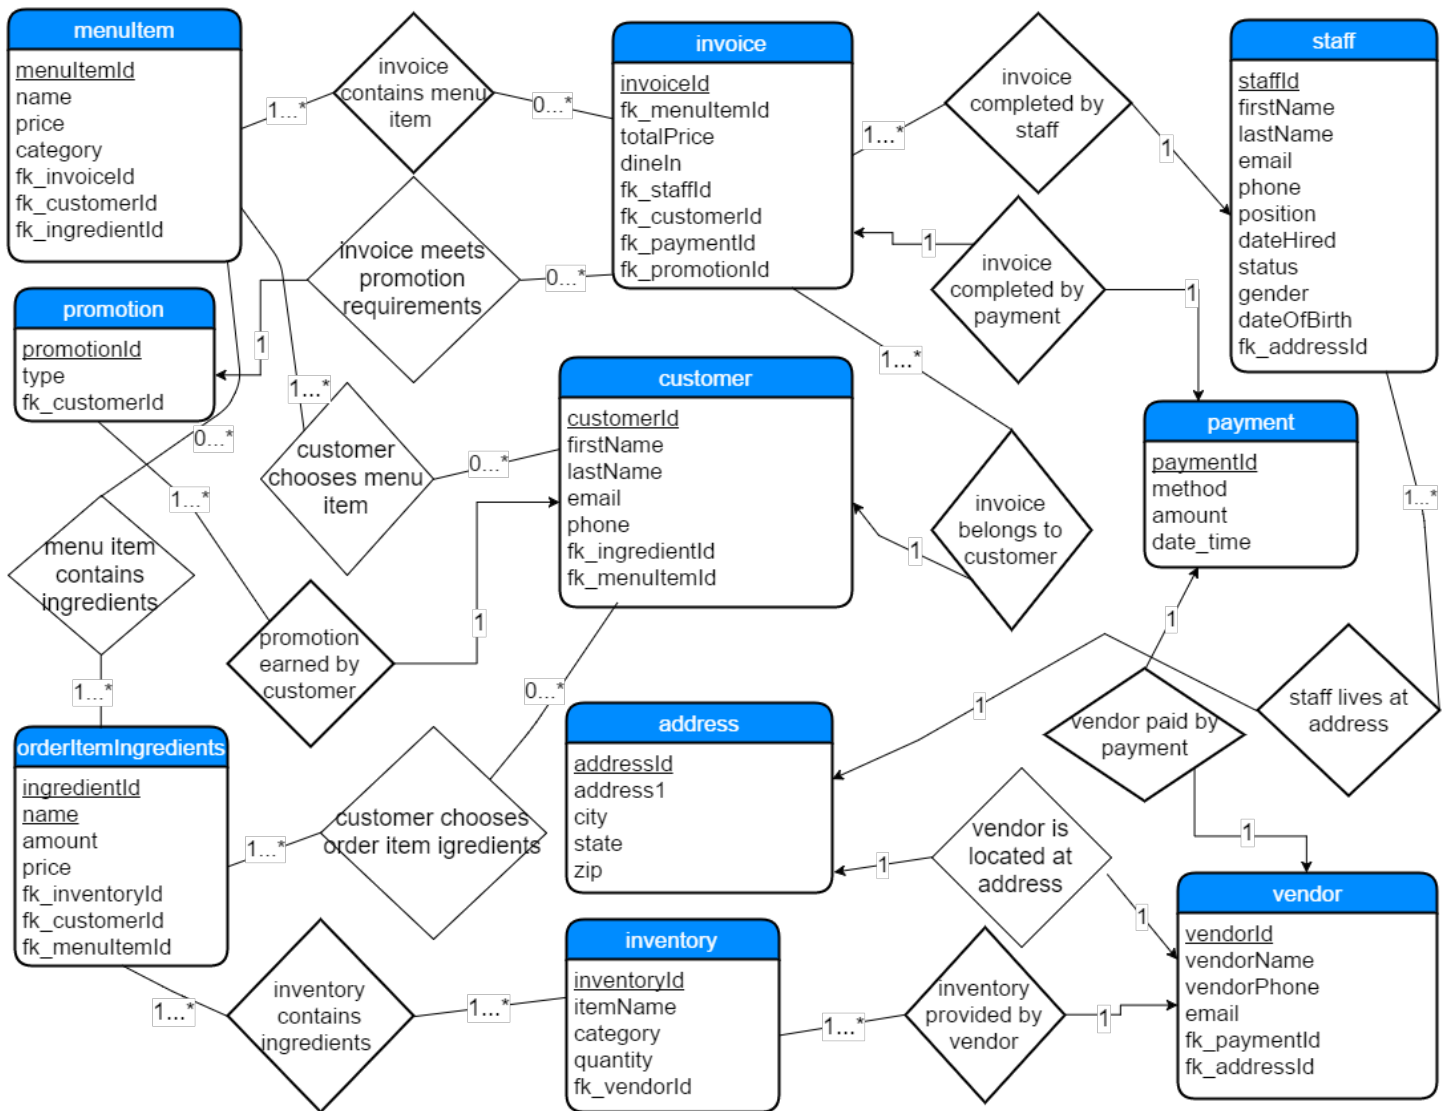 menuItem
menuItemId
name
price
category
fk_invoiceId
fk_customerId
fk_ingredientId
1...*
invoice
contains menu
item
0...*
invoice
invoiceId
fk_menuItemId
totalPrice
dineIn
fk_staffId
fk_customerId
fk_paymentId
fk_promotionId
1...*
invoice
completed by
staff
1
staff
staffId
firstName
lastName
email
phone
position
dateHired
status
gender
dateOfBirth
fk_addressId
invoice meets
promotion
requirements
0...*
1
1
invoice
completed by
payment
1
promotion
promotionId
type
fk_customerId
1...*
customer
chooses menu
item
0...*
customer
customerId
firstName
lastName
email
phone
fk_ingredientId
fk_menuItemId
1...*
invoice
belongs to
customer
1
payment
paymentId
method
amount
date_time
0...*
menu item
contains
ingredients
1...*
1...*
promotion
earned by
customer
1
1...*
staff lives at
address
1
1
vendor paid by
payment
1
0...*
customer chooses
order item igredients
1...*
orderItemIngredients
ingredientId
name
amount
price
fk_inventoryId
fk_customerId
fk_menuItemId
address
addressId
address1
city
state
zip
1
vendor is
located at
address
1
1...*
inventory
contains
ingredients
1...*
inventory
inventoryId
itemName
category
quantity
fk_vendorId
1...*
inventory
provided by
vendor
1
vendor
vendorId
vendorName
vendorPhone
email
fk_paymentId
fk_addressId